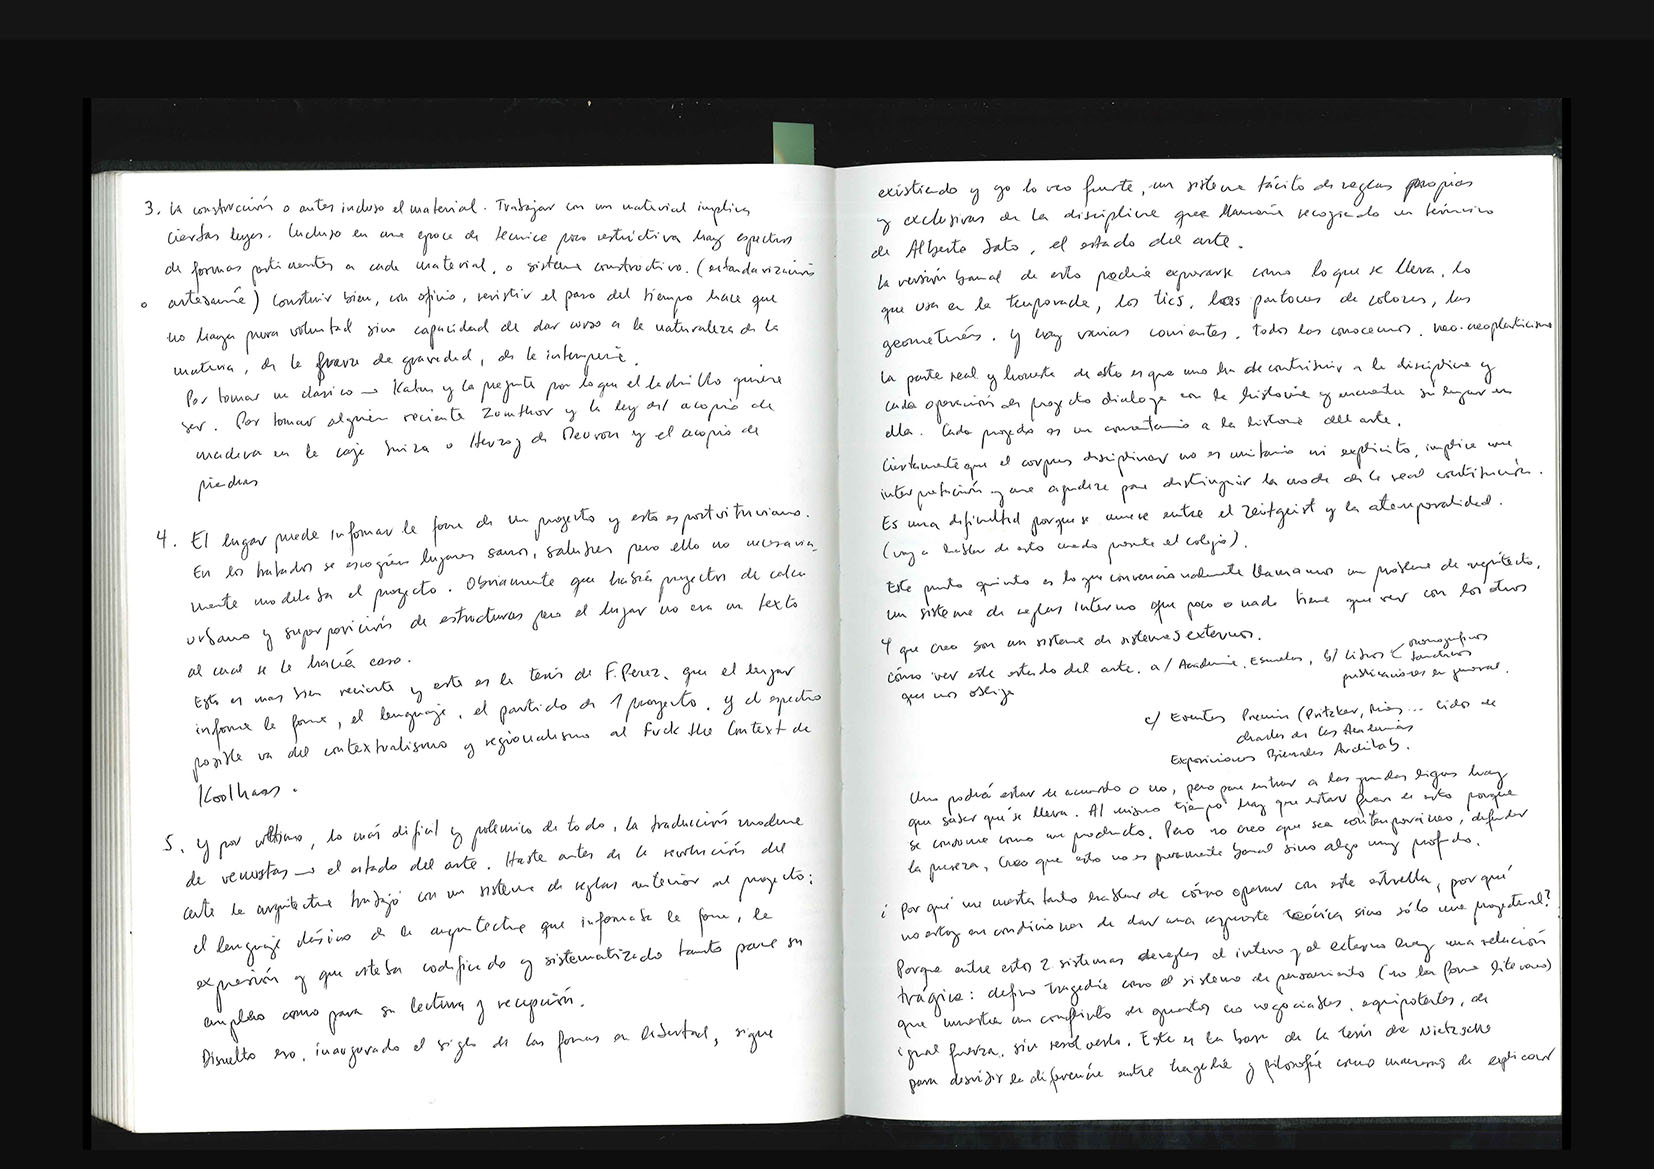 3. La construcción o antes incluso el material. Trabajar con un material implica
ciertas leyes. Incluso en una época de técnica poco restrictiva hay espectros
de formas pertinentes a cada material, o sistema constructivo. (estandarización
o artesanía) Construir bien, con oficio, resistir el paso del tiempo hace que
no haya pura voluntad sino capacidad de dar curso a la naturaleza de la
materia, de la fuerza de gravedad, de la intemperie.
Por tomar un clásico → Kahn y la pregunta por lo que el ladrillo quiere
ser. Por tomar alguien reciente Zumthor y la ley del acopio de
madera en la caja Suiza o Herzog de Meuron y el acopio de
piedras
4. El lugar puede informar la forma de un proyecto y esto es postvitruviano.
En los tratados se escogían lugares sanos, salubres pero ello no necesaria-
mente modelaba el proyecto. Obviamente que había proyectos de calce
urbano y superposición de estructuras pero el lugar no era un texto
al cual se le hacía caso.
Esto es mas bien reciente y esta es la tesis de F. Perez, que el lugar
informe la forma, el lenguaje, el partido de 1 proyecto. Y el espectro
posible va del contextualismo y regionalismo al Fuck the Context de
Koolhaas.
5. Y por último, lo más difícil y polémico de todo, la traducción moderna
de venustas → el estado del arte. Hasta antes de la revolución del
arte la arquitectura trabajó con un sistema de reglas anterior al proyecto:
el lenguaje clásico de la arquitectura que informaba la forma, la
expresión y que estaba codificado y sistematizado tanto para su
empleo como para su lectura y recepción.
Disuelto eso, inaugurado el siglo de las formas en libertad, sigue
existiendo y yo lo veo fuerte, un sistema tácito de reglas propias
y exclusivas de la disciplina que llamaría recogiendo un término
de Alberto Sato, el estado del arte.
La versión banal de esto podría expresarse como lo que se lleva, lo
que usa en la temporada, los tics, los pantones de colores, las
geometrías. Y hay varias corrientes. todos las conocemos. neo-neoplasticismo
La parte real y honesta de esto es que uno ha de contribuir a la disciplina y
cada operación de proyecto dialoga con la historia y encuentra su lugar en
ella. Cada proyecto es un comentario a la historia del arte.
Ciertamente que el corpus disciplinar no es unitario ni explícito, implica una
interpretación y una agudeza para distinguir la moda de la real contribución.
Es una dificultad porque se mueve entre el Zeitgeist y la atemporalidad.
(voy a hablar de esto cuando presente el colegio).
Este punto quinto es lo que convencionalmente llamamos un problema de arquitecto,
un sistema de reglas interno que poco o nada tiene que ver con los otros
4 que creo son un sistema de sistemas externos.
cómo ver este estado del arte. a/ Academia, Escuelas, b/ Libros < monográficos
que nos obliga
publicaciones en general.
c/ Eventos Premios (Pritzker, Mies... Ciclos de
charlas de las Academias
Exposiciones Bienales Archilab.
Uno podrá estar de acuerdo o no, pero para entrar a las grandes ligas hay
que saber qué se lleva. Al mismo tiempo hay que estar fuera de esto porque
se consume como un producto. Pero no creo que sea contemporáneo, defender
la pureza, Creo que esto no es puramente banal sino algo muy profundo.
¿Por qué me cuesta tanto hablar de cómo operar con esta estrella, por qué
no estoy en condiciones de dar una respuesta teórica sino sólo una proyectual?
Porque entre estos 2 sistemas de reglas el interno y el externo hay una relación
trágica: defino Tragedia como el sistema de pensamiento (no la forma literaria)
que muestra un conflicto de  no negociables, equipotentes, de
igual fuerza, sin resolverlo. Esta es la base de la tesis de Nietzsche
para describir la diferencia entre tragedia y filosofía como maneras de explicar